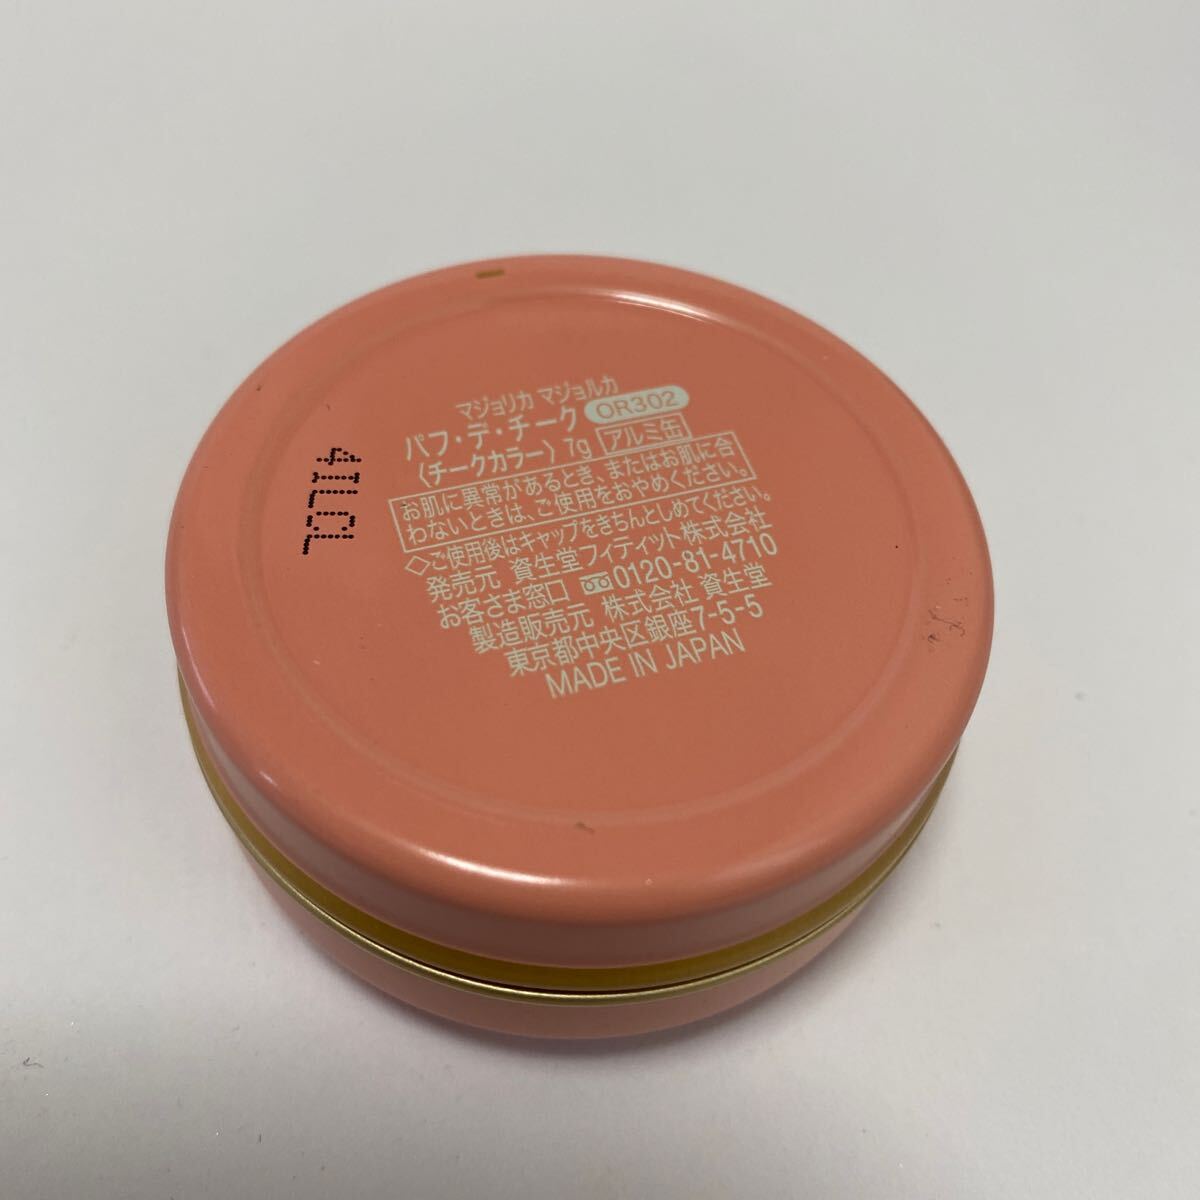 マジョリカ マジョルカ
パフ・デ・チーク OR302
〈チークカラー〉7g アルミ缶
お肌に異常があるとき、またはお肌に合
わないときは、ご使用をおやめください。
◇ご使用後はキャップをきちんとしめてください。
発売元 資生堂フィティット株式会社
お客さま窓口 0120-81-4710
製造販売元 株式会社 資生堂
東京都中央区銀座7-5-5
MADE IN JAPAN